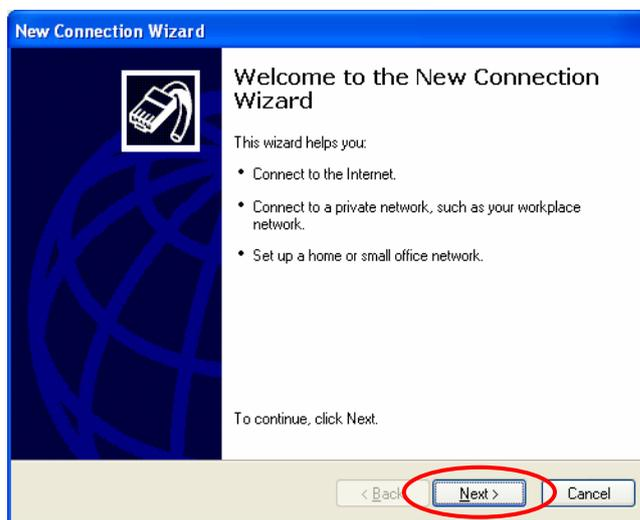 New Connection Wizard
Welcome to the New Connection
Wizard
This wizard helps you:
• Connect to the Internet.
• Connect to a private network, such as your workplace
network.
• Set up a home or small office network.
To continue, click Next.
< Back
Next >
Cancel